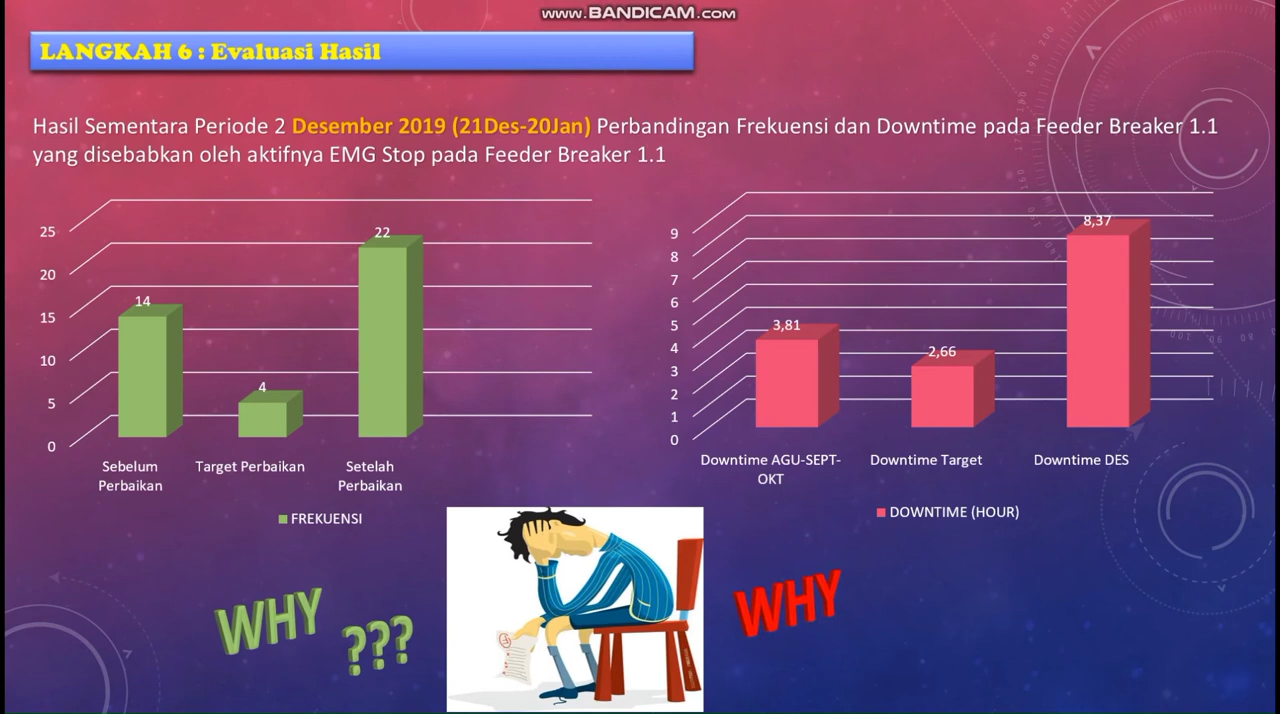 www.BANDICAM.com
LANGKAH 6 : Evaluasi Hasil
Hasil Sementara Periode 2 Desember 2019 (21Des-20Jan) Perbandingan Frekuensi dan Downtime pada Feeder Breaker 1.1
yang disebabkan oleh aktifnya EMG Stop pada Feeder Breaker 1.1
25
20
15
10
5
0
14
4
22
Sebelum
Perbaikan
Target Perbaikan
Setelah
Perbaikan
FREKUENSI
9
8
7
6
5
4
3
2
1
0
3,81
2,66
8,37
Downtime AGU-SEPT-
OKT
Downtime Target
Downtime DES
DOWNTIME (HOUR)
WHY
???
WHY